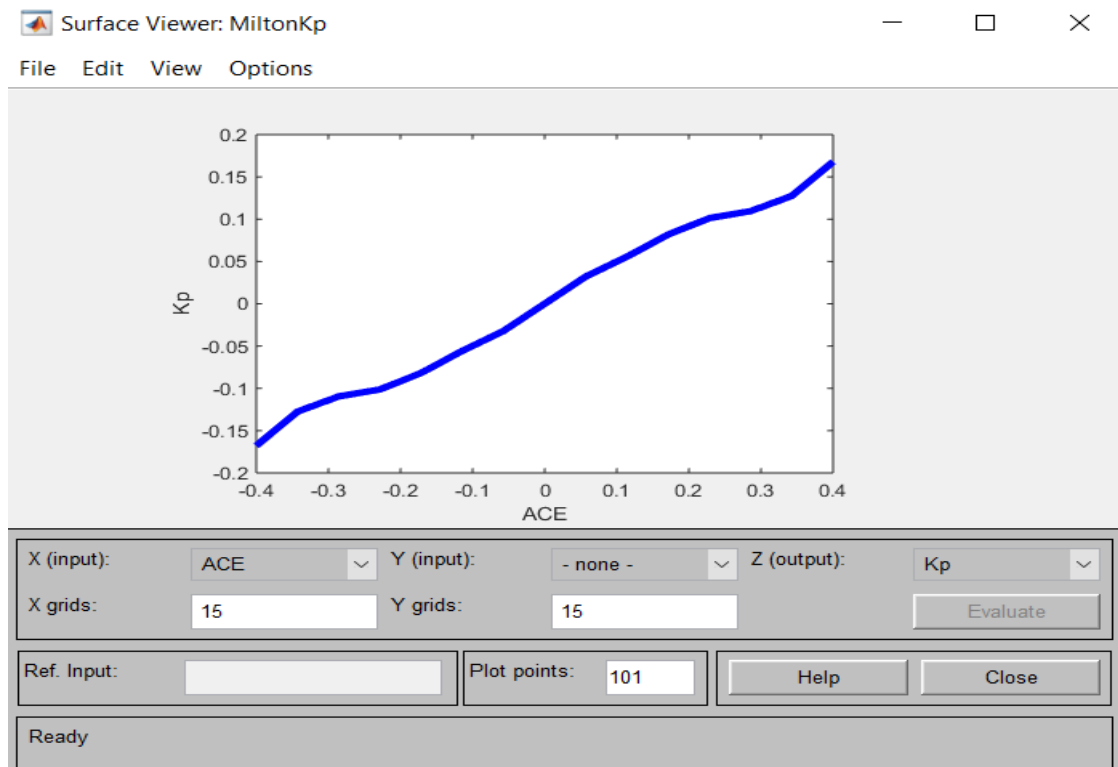 Surface Viewer: MiltonKp
File Edit View Options
0.2
0.15
0.1
0.05
0
-0.05
-0.1
-0.15
-0.2
Kp
-0.4 -0.3 -0.2 -0.1 0 0.1 0.2 0.3 0.4
ACE
X (input): ACE Y (input): - none - Z (output): Kp
X grids: 15 Y grids: 15 Evaluate
Ref. Input: Plot points: 101 Help Close
Ready